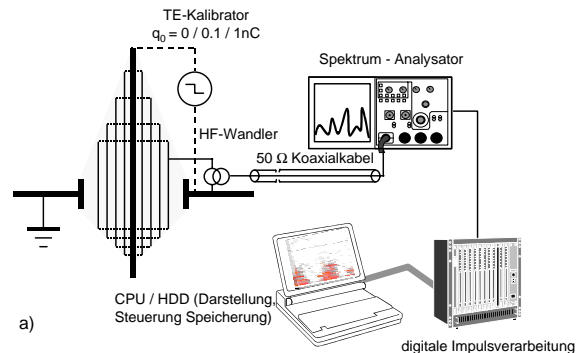 TE-Kalibrator
q0 = 0 / 0.1 / 1nC
Spektrum - Analysator
HF-Wandler
50 Ω Koaxialkabel
CPU / HDD (Darstellung,
Steuerung Speicherung)
a)
digitale Impulsverarbeitung